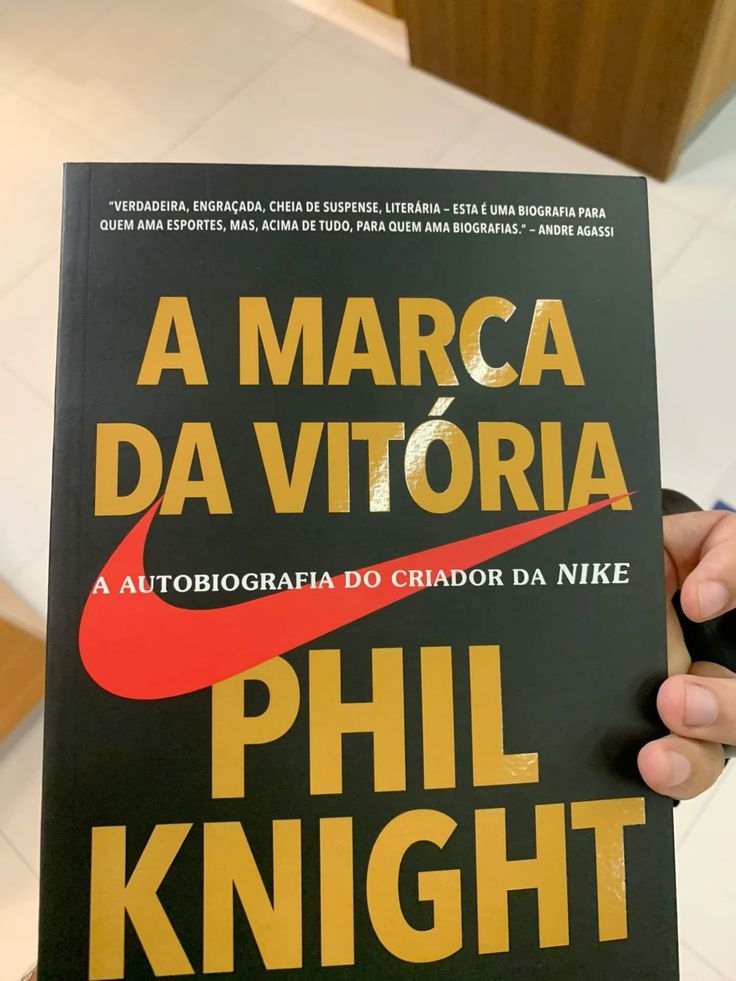 "VERDADEIRA, ENGRAÇADA, CHEIA DE SUSPENSE, LITERÁRIA – ESTA É UMA BIOGRAFIA PARA
QUEM AMA ESPORTES, MAS, ACIMA DE TUDO, PARA QUEM AMA BIOGRAFIAS." – ANDRE AGASSI
A MARCA
DA VITÓRIA
A AUTOBIOGRAFIA DO CRIADOR DA NIKE
PHIL
KNIGHT